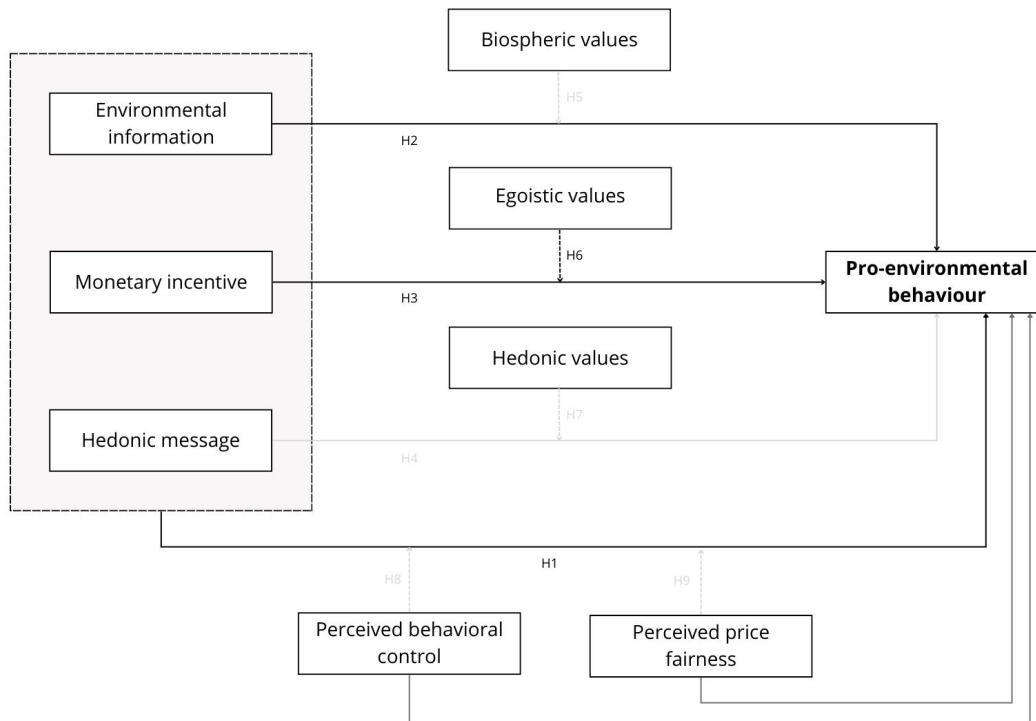 Biospheric values
H5
Environmental
information
H2
Egoistic values
H6
Monetary incentive
H3
Pro-environmental
behaviour
Hedonic values
H7
Hedonic message
H4
H1
H8
H9
Perceived behavioral
control
Perceived price
fairness